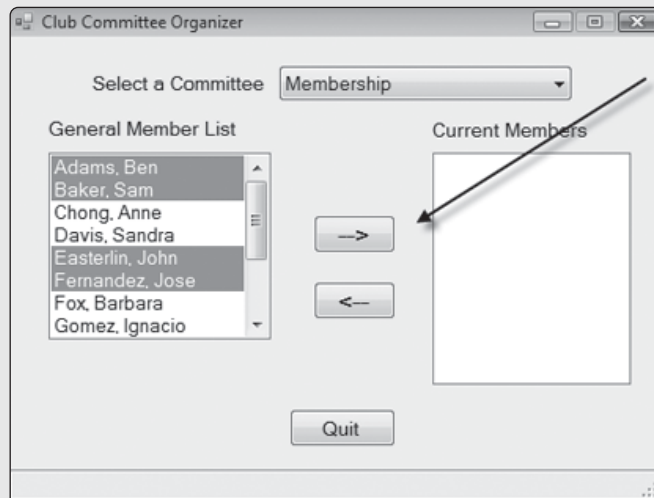 Club Committee Organizer
Select a Committee Membership
General Member List
Current Members
Adams, Ben
Baker, Sam
Chong, Anne
Davis, Sandra
Easterlin, John
Fernandez, Jose
Fox, Barbara
Gomez, Ignacio
-->
<--
Quit